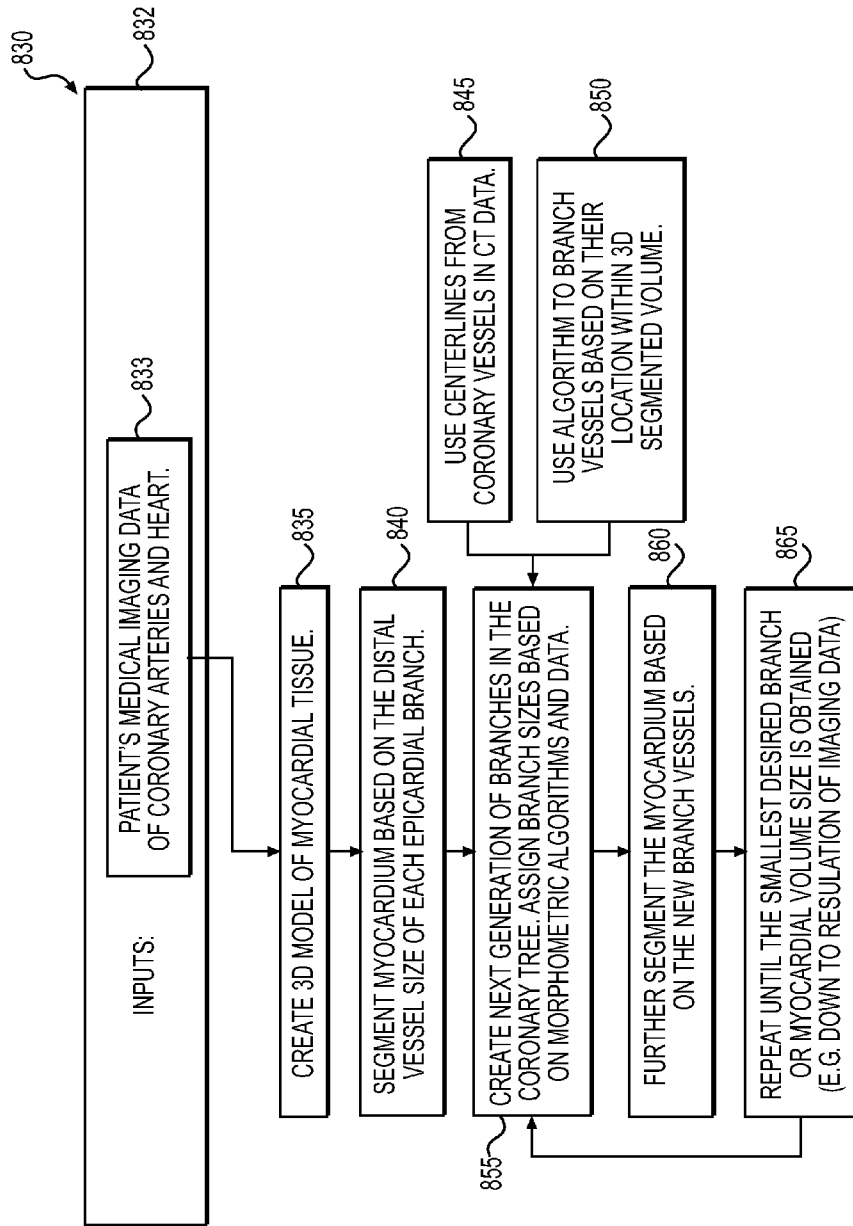 830
832
INPUTS:
833
PATIENT'S MEDICAL IMAGING DATA
OF CORONARY ARTERIES AND HEART.
835
CREATE 3D MODEL OF MYOCARDIAL TISSUE.
840
SEGMENT MYOCARDIUM BASED ON THE DISTAL
VESSEL SIZE OF EACH EPICARDIAL BRANCH.
845
USE CENTERLINES FROM
CORONARY VESSELS IN CT DATA.
850
USE ALGORITHM TO BRANCH
VESSELS BASED ON THEIR
LOCATION WITHIN 3D
SEGMENTED VOLUME.
855
CREATE NEXT GENERATION OF BRANCHES IN THE
CORONARY TREE. ASSIGN BRANCH SIZES BASED
ON MORPHOMETRIC ALGORITHMS AND DATA.
860
FURTHER SEGMENT THE MYOCARDIUM BASED
ON THE NEW BRANCH VESSELS.
865
REPEAT UNTIL THE SMALLEST DESIRED BRANCH
OR MYOCARDIAL VOLUME SIZE IS OBTAINED
(E.G. DOWN TO RESULATION OF IMAGING DATA)